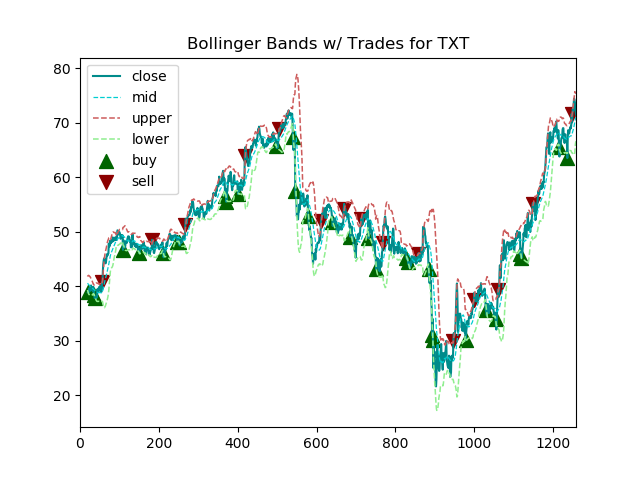 Bollinger Bands w/ Trades for TXT
80
70
60
50
40
30
20
close
mid
upper
lower
buy
sell
0 200 400 600 800 1000 1200